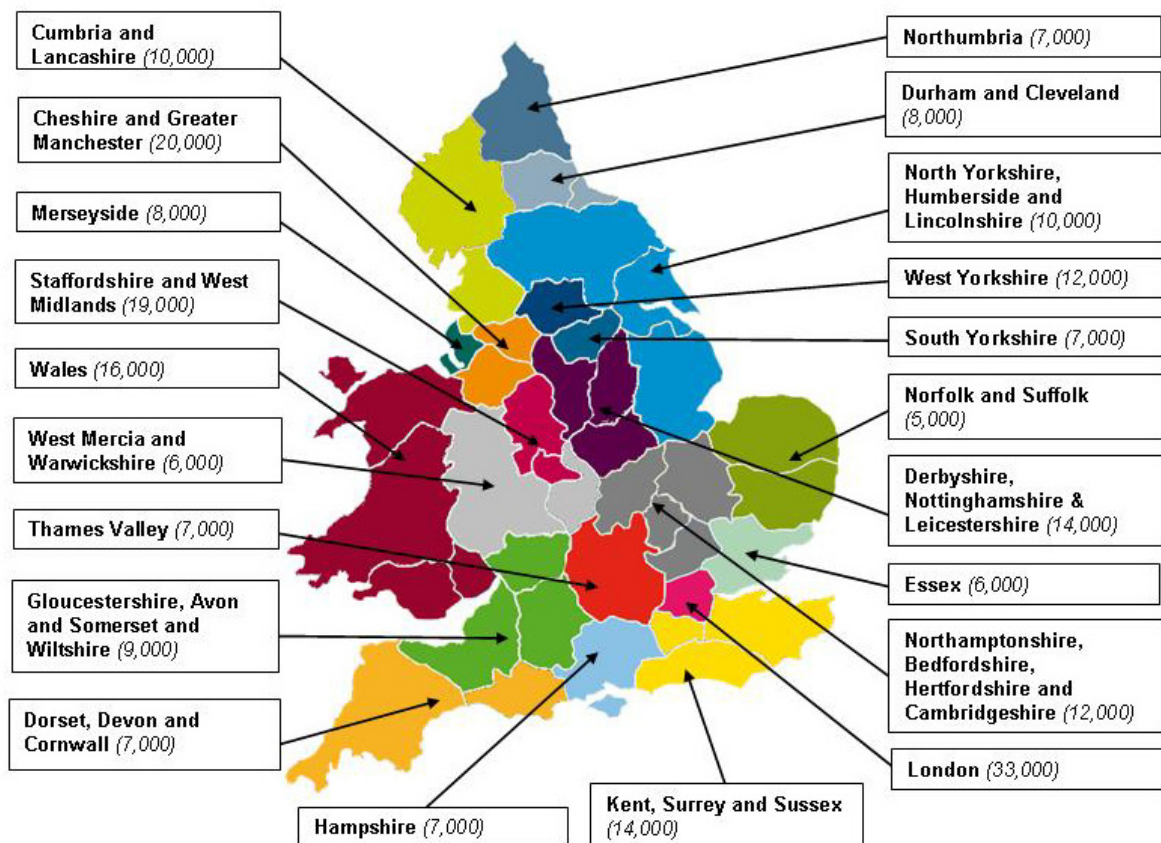 Cumbria and
Lancashire (10,000)
Cheshire and Greater
Manchester (20,000)
Merseyside (8,000)
Staffordshire and West
Midlands (19,000)
Wales (16,000)
West Mercia and
Warwickshire (6,000)
Thames Valley (7,000)
Gloucestershire, Avon
and Somerset and
Wiltshire (9,000)
Dorset, Devon and
Cornwall (7,000)
Hampshire (7,000)
Kent, Surrey and Sussex
(14,000)
Northumbria (7,000)
Durham and Cleveland
(8,000)
North Yorkshire,
Humberside and
Lincolnshire (10,000)
West Yorkshire (12,000)
South Yorkshire (7,000)
Norfolk and Suffolk
(5,000)
Derbyshire,
Nottinghamshire &
Leicestershire (14,000)
Essex (6,000)
Northamptonshire,
Bedfordshire,
Hertfordshire and
Cambridgeshire (12,000)
London (33,000)